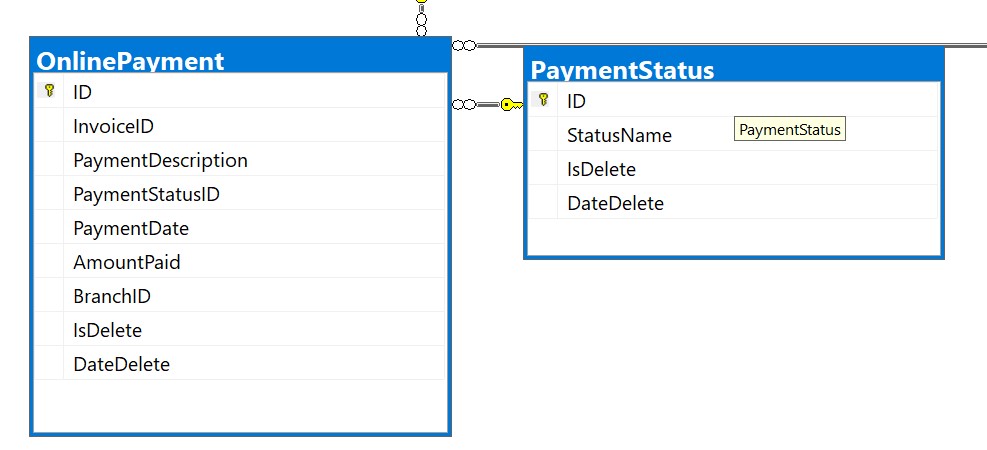 OnlinePayment
ID
InvoiceID
PaymentDescription
PaymentStatusID
PaymentDate
AmountPaid
BranchID
IsDelete
DateDelete
PaymentStatus
ID
StatusName
PaymentStatus
IsDelete
DateDelete